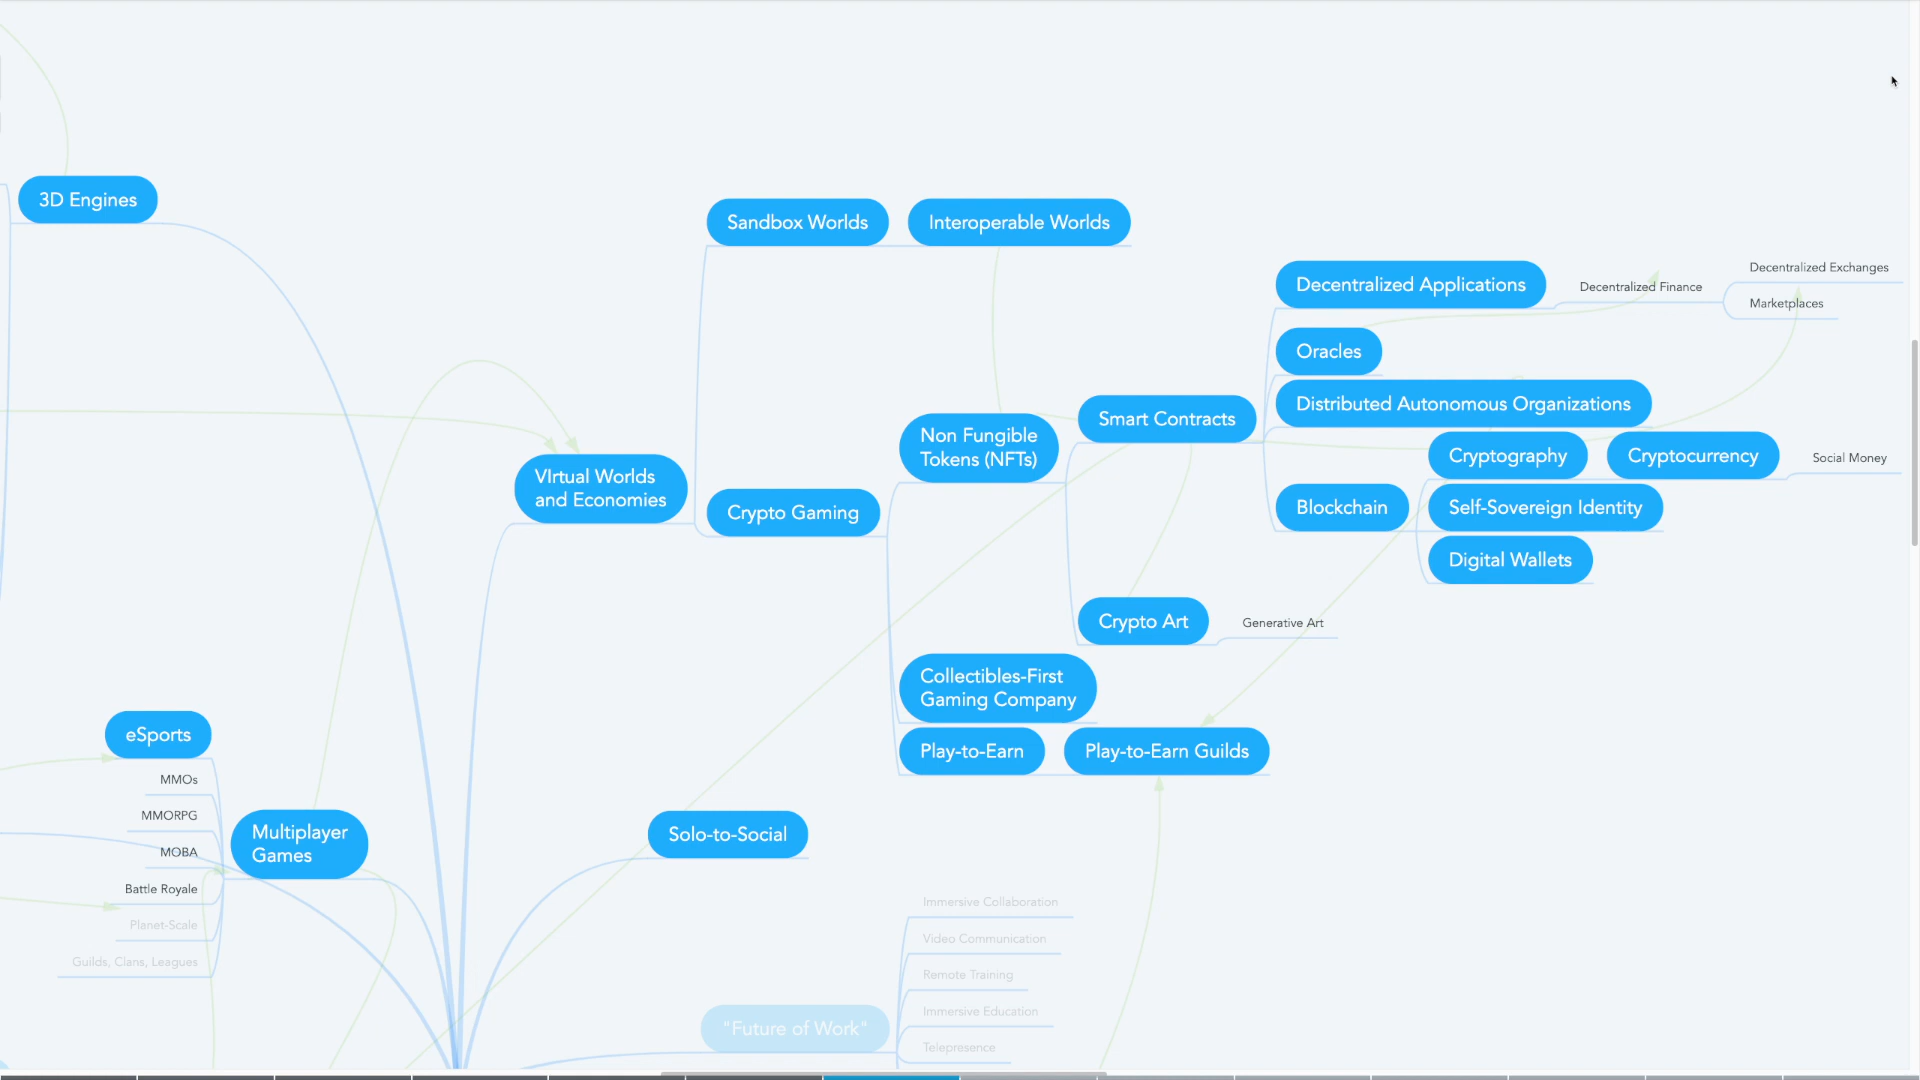 3D Engines
Sandbox Worlds
Interoperable Worlds
Decentralized Applications
Decentralized Finance
Decentralized Exchanges
Marketplaces
Oracles
Distributed Autonomous Organizations
Smart Contracts
Non Fungible
Tokens (NFTs)
Cryptography
Cryptocurrency
Social Money
VIrtual Worlds
and Economies
Crypto Gaming
Blockchain
Self-Sovereign Identity
Digital Wallets
Crypto Art
Generative Art
Collectibles-First
Gaming Company
Play-to-Earn
Play-to-Earn Guilds
eSports
MMOs
MMORPG
MOBA
Battle Royale
Planet-Scale
Guilds, Clans, Leagues
Multiplayer
Games
Solo-to-Social
Immersive Collaboration
Video Communication
Remote Training
Immersive Education
Telepresence
"Future of Work"